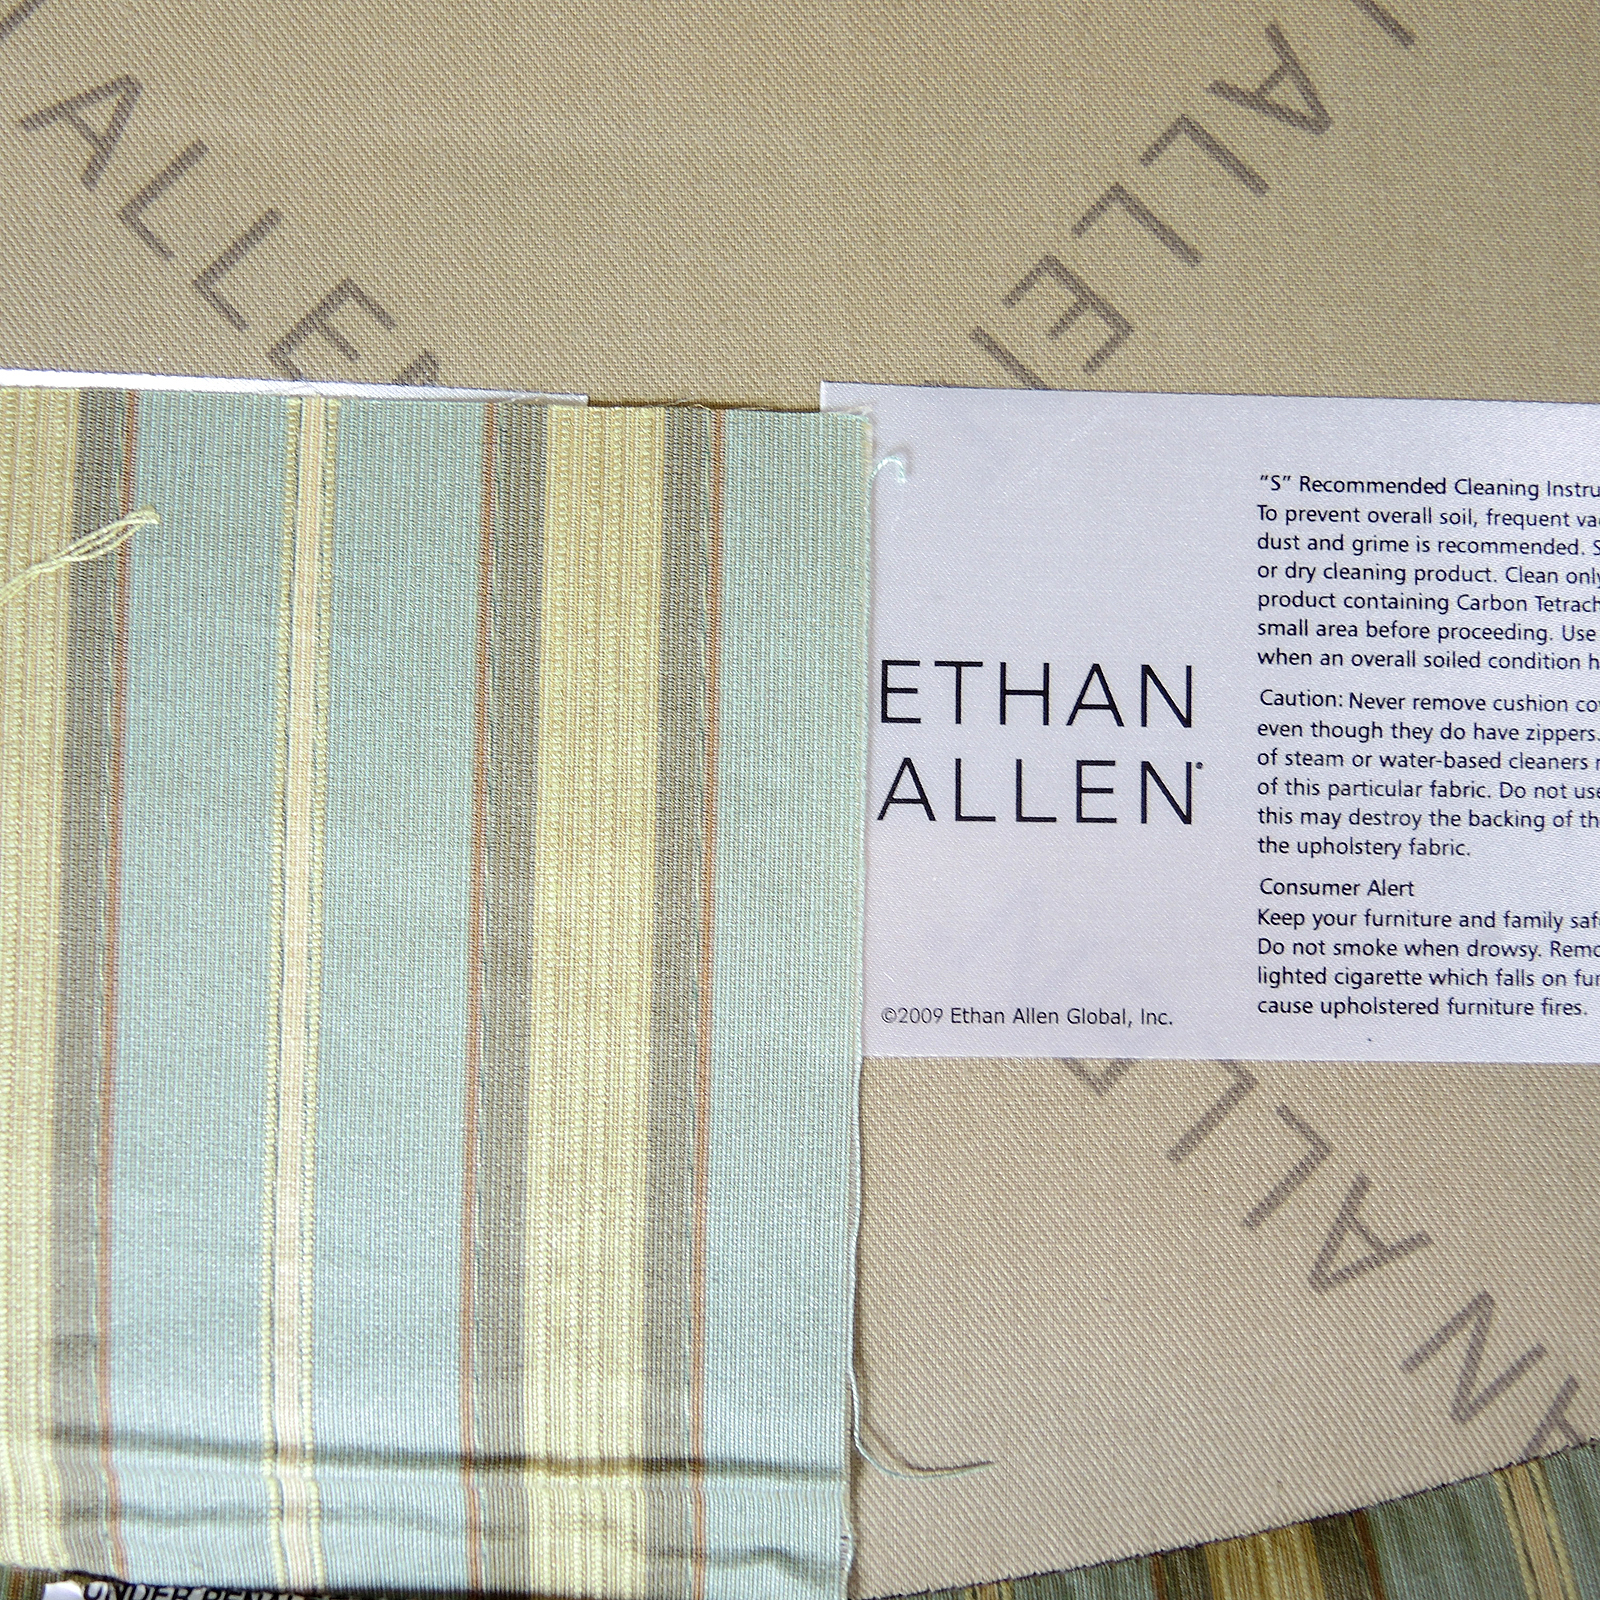 ALLEN
ALLEN
ETHAN
ALLEN
©2009 Ethan Allen Global, Inc.
"S" Recommended Cleaning Instru
To prevent overall soil, frequent va
dust and grime is recommended. S
or dry cleaning product. Clean only
product containing Carbon Tetrach
small area before proceeding. Use
when an overall soiled condition h
Caution: Never remove cushion co
even though they do have zippers.
of steam or water-based cleaners
of this particular fabric. Do not use
this may destroy the backing of th
the upholstery fabric.
Consumer Alert
Keep your furniture and family saf
Do not smoke when drowsy. Remo
lighted cigarette which falls on fur
cause upholstered furniture fires.
AN ALL
UNDER PENAL